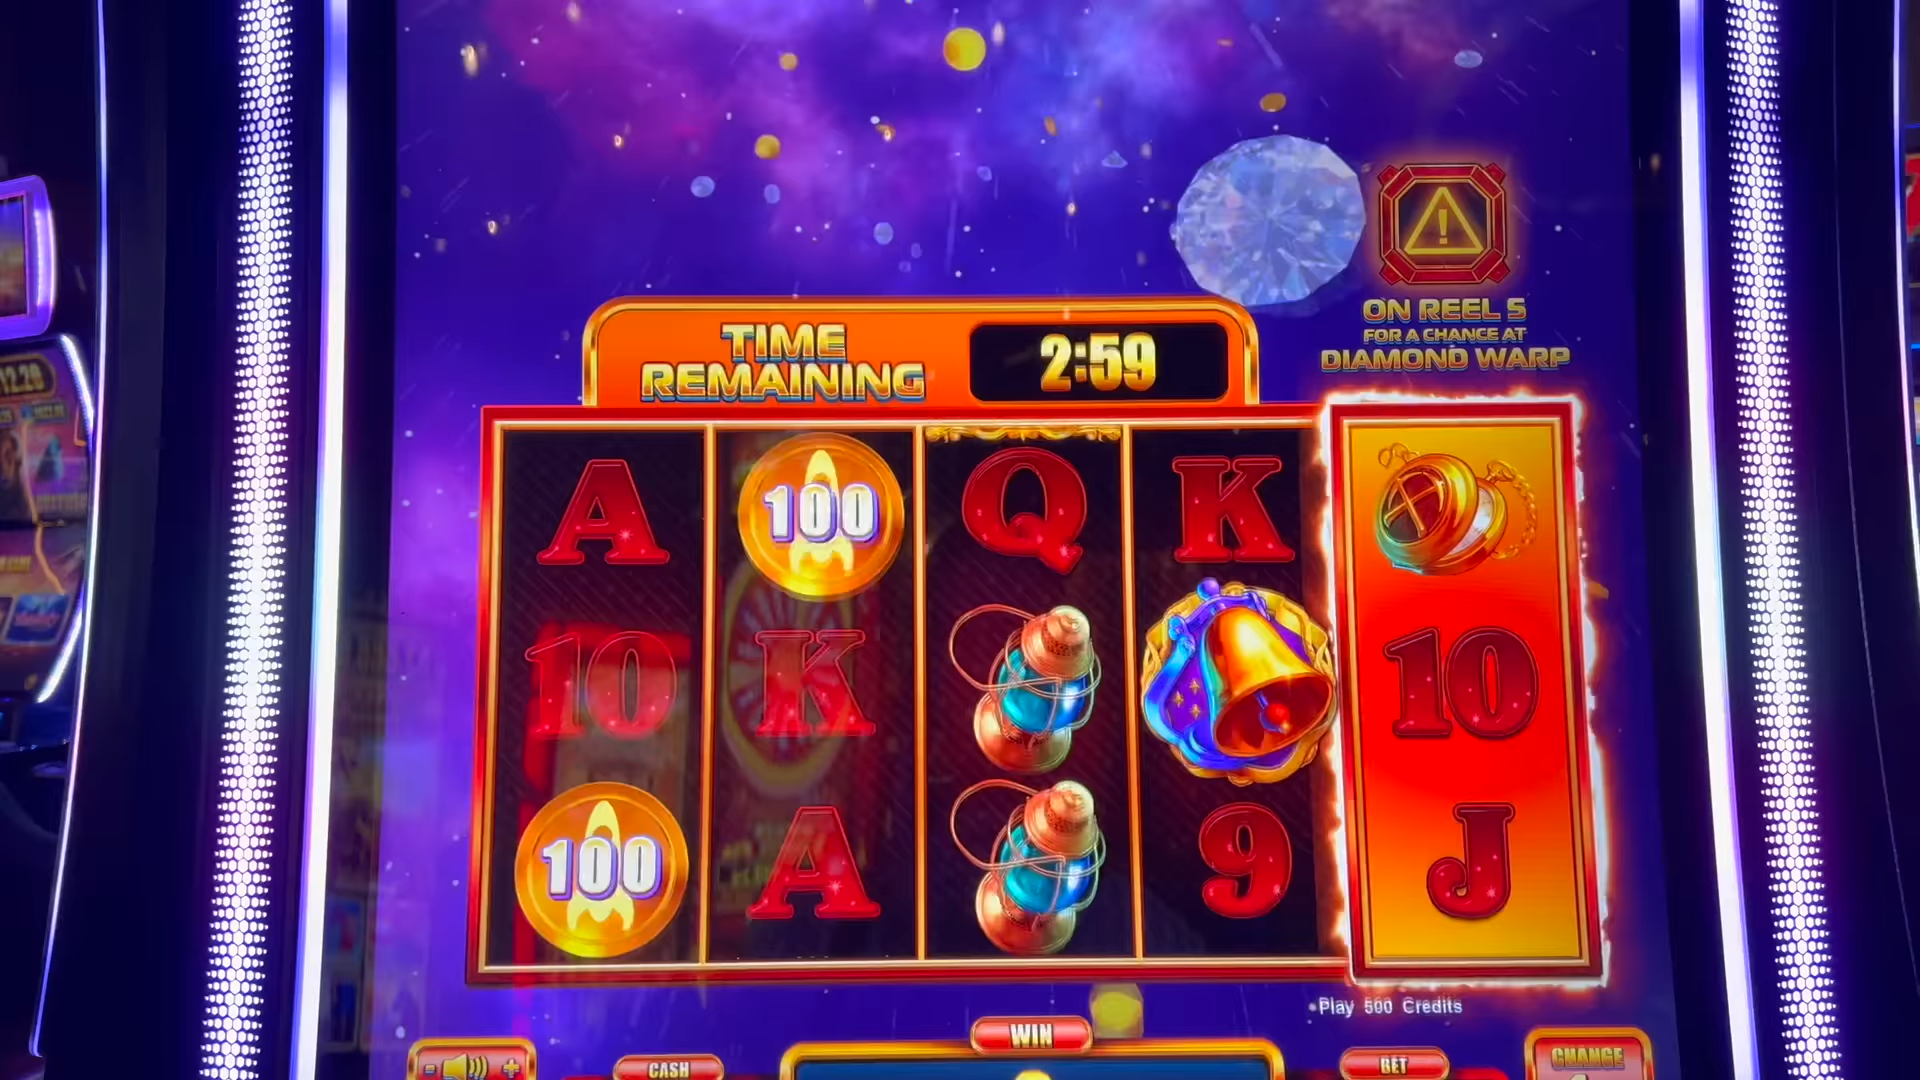 ON REEL 5
FOR A CHANCE AT
DIAMOND WARP
TIME
REMAINING
2:59
A
100
Q
K
10
K
10
100
A
9
J
Play 500 Credits
WIN
CASH
BET
CHANGE